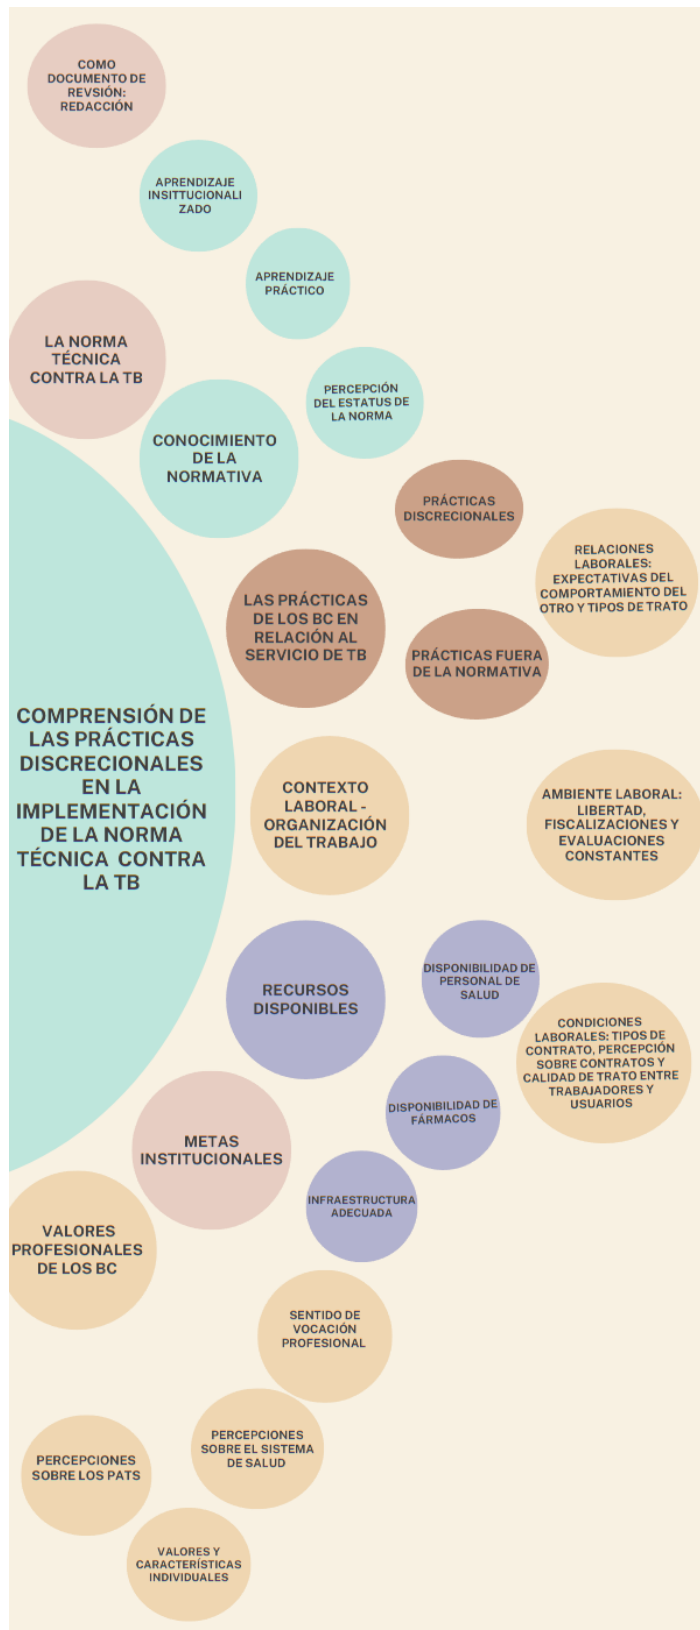 COMO
DOCUMENTO DE
REVSIÓN:
REDACCIÓN
APRENDIZAJE
INSITTUCIONALI
ZADO
APRENDIZAJE
PRÁCTICO
LA NORMA
TÉCNICA
CONTRA LA TB
PERCEPCIÓN
DEL ESTATUS DE
LA NORMA
CONOCIMIENTO
DE LA
NORMATIVA
PRÁCTICAS
DISCRECIONALES
RELACIONES
LABORALES:
EXPECTATIVAS DEL
COMPORTAMIENTO DEL
OTRO Y TIPOS DE TRATO
LAS PRÁCTICAS
DE LOS BC EN
RELACIÓN AL
SERVICIO DE TB
PRÁCTICAS FUERA
DE LA NORMATIVA
COMPRENSIÓN DE
LAS PRÁCTICAS
DISCRECIONALES
EN LA
IMPLEMENTACIÓN
DE LA NORMA
TÉCNICA CONTRA
LA TB
CONTEXTO
LABORAL -
ORGANIZACIÓN
DEL TRABAJO
AMBIENTE LABORAL:
LIBERTAD,
FISCALIZACIONES Y
EVALUACIONES
CONSTANTES
RECURSOS
DISPONIBLES
DISPONIBILIDAD DE
PERSONAL DE
SALUD
CONDICIONES
LABORALES: TIPOS DE
CONTRATO, PERCEPCIÓN
SOBRE CONTRATOS Y
CALIDAD DE TRATO ENTRE
TRABAJADORES Y
USUARIOS
DISPONIBILIDAD DE
FÁRMACOS
METAS
INSTITUCIONALES
INFRAESTRUCTURA
ADECUADA
VALORES
PROFESIONALES
DE LOS BC
SENTIDO DE
VOCACIÓN
PROFESIONAL
PERCEPCIONES
SOBRE EL SISTEMA
DE SALUD
PERCEPCIONES
SOBRE LOS PATS
VALORES Y
CARACTERÍSTICAS
INDIVIDUALES